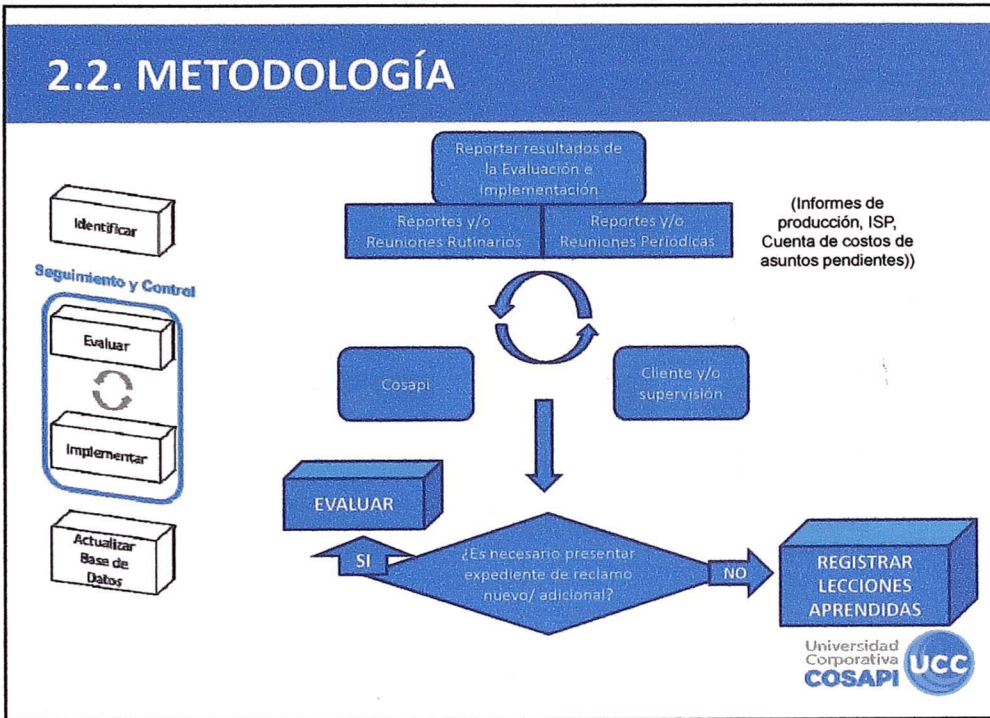 2.2. METODOLOGÍA
Identificar
Seguimiento y Control
Evaluar
Implementar
Actualizar
Base de
Datos
Reportar resultados de
la Evaluación e
Implementación
Reportes y/o
Reuniones Rutinarios
Reportes y/o
Reuniones Periódicas
(Informes de
producción, ISP,
Cuenta de costos de
asuntos pendientes))
Cosapi
Cliente y/o
supervisión
EVALUAR
SI
¿Es necesario presentar
expediente de reclamo
nuevo/ adicional?
NO
REGISTRAR
LECCIONES
APRENDIDAS
Universidad
Corporativa
COSAPI
UCC